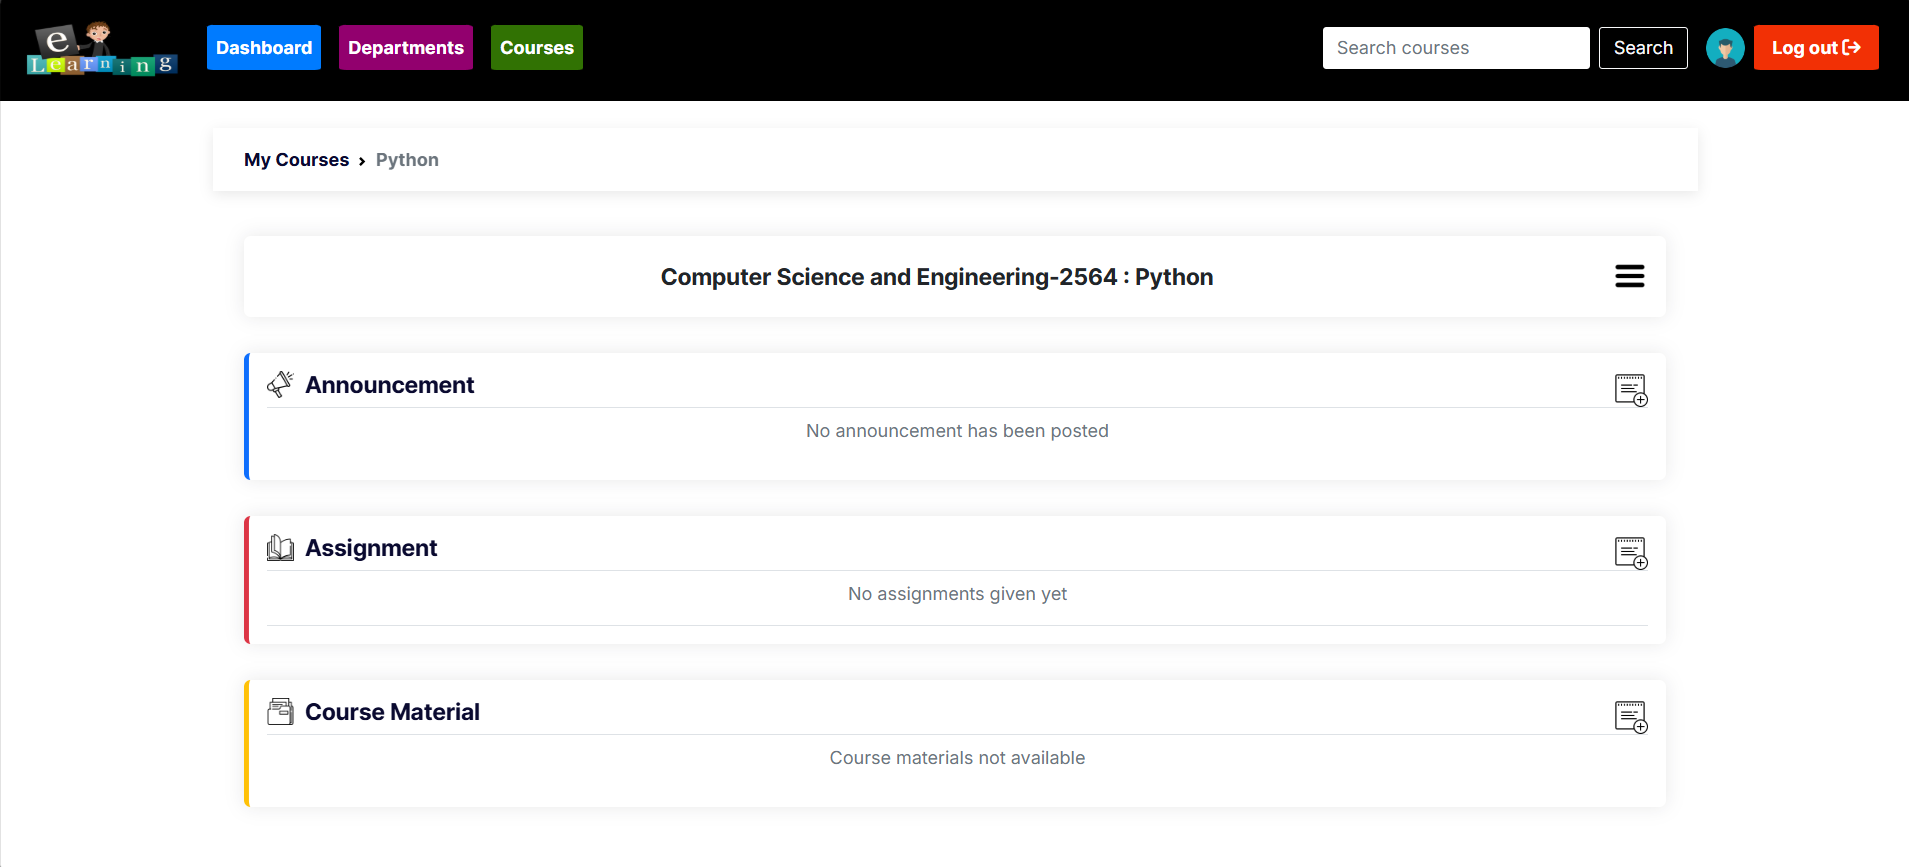 e
Learning
Dashboard
Departments
Courses
Search courses
Search
Log out
My Courses › Python
Computer Science and Engineering-2564 : Python
Announcement
No announcement has been posted
Assignment
No assignments given yet
Course Material
Course materials not available